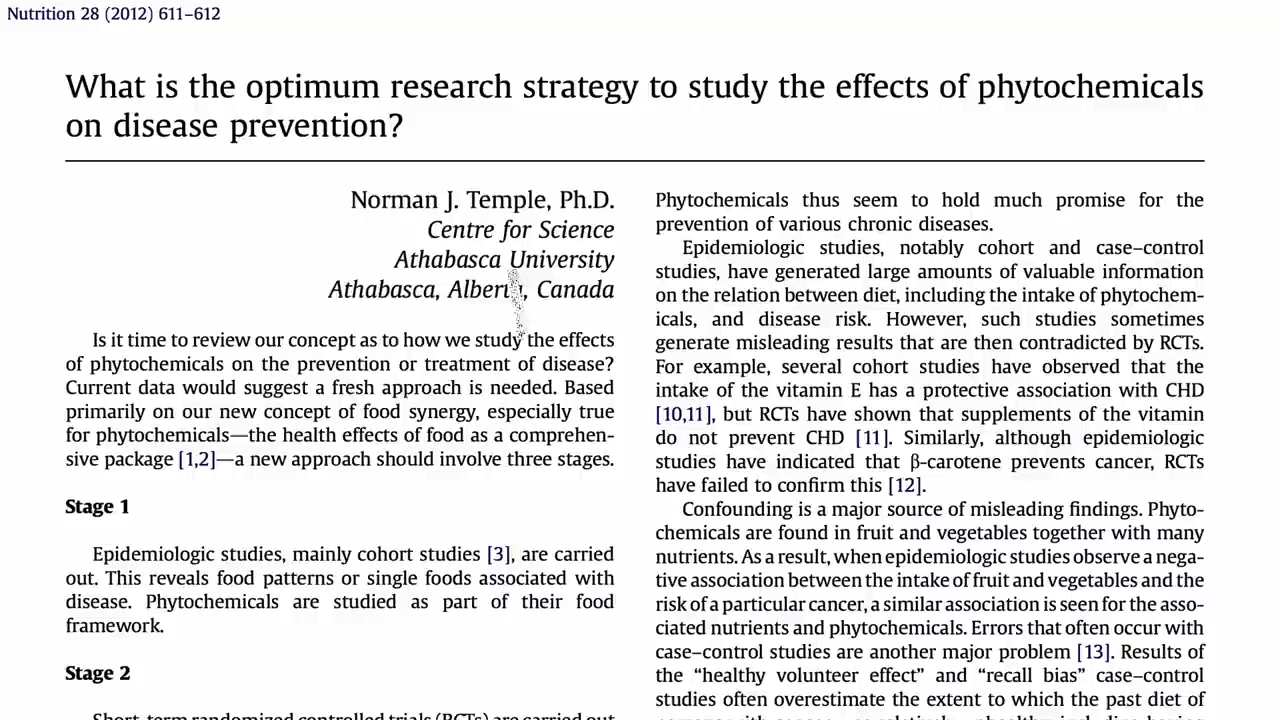 Nutrition 28 (2012) 611–612
What is the optimum research strategy to study the effects of phytochemicals
on disease prevention?
Norman J. Temple, Ph.D.
Centre for Science
Athabasca University
Athabasca, Alberta, Canada
Is it time to review our concept as to how we study the effects
of phytochemicals on the prevention or treatment of disease?
Current data would suggest a fresh approach is needed. Based
primarily on our new concept of food synergy, especially true
for phytochemicals—the health effects of food as a comprehen-
sive package [1,2]—a new approach should involve three stages.
Stage 1
Epidemiologic studies, mainly cohort studies [3], are carried
out. This reveals food patterns or single foods associated with
disease. Phytochemicals are studied as part of their food
framework.
Stage 2
Short-term randomized controlled trials (RCTs) are carried out
Phytochemicals thus seem to hold much promise for the
prevention of various chronic diseases.
Epidemiologic studies, notably cohort and case–control
studies, have generated large amounts of valuable information
on the relation between diet, including the intake of phytochem-
icals, and disease risk. However, such studies sometimes
generate misleading results that are then contradicted by RCTs.
For example, several cohort studies have observed that the
intake of the vitamin E has a protective association with CHD
[10,11], but RCTs have shown that supplements of the vitamin
do not prevent CHD [11]. Similarly, although epidemiologic
studies have indicated that β-carotene prevents cancer, RCTs
have failed to confirm this [12].
Confounding is a major source of misleading findings. Phyto-
chemicals are found in fruit and vegetables together with many
nutrients. As a result, when epidemiologic studies observe a nega-
tive association between the intake of fruit and vegetables and the
risk of a particular cancer, a similar association is seen for the asso-
ciated nutrients and phytochemicals. Errors that often occur with
case–control studies are another major problem [13]. Results of
the “healthy volunteer effect” and “recall bias” case–control
studies often overestimate the extent to which the past diet of